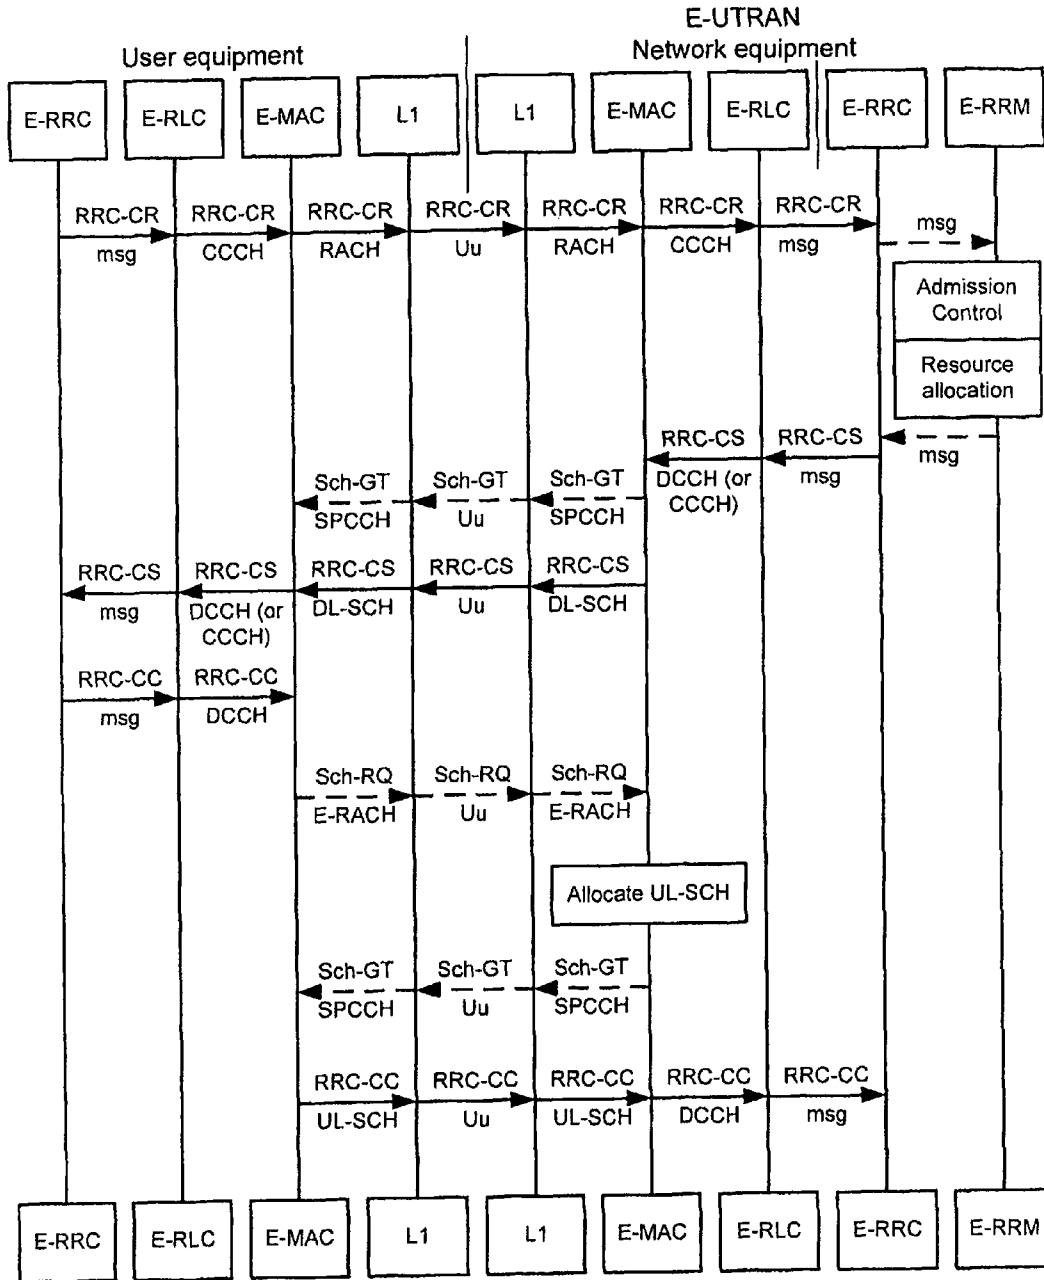 E-UTRAN
User equipment
Network equipment
E-RRC E-RLC E-MAC L1 L1 E-MAC E-RLC E-RRC E-RRM
RRC-CR RRC-CR RRC-CR RRC-CR RRC-CR RRC-CR RRC-CR msg
msg CCCH RACH Uu RACH CCCH msg
Admission
Control
Resource
allocation
RRC-CS RRC-CS
DCCH (or msg msg
CCCH)
Sch-GT Sch-GT Sch-GT
SPCCH Uu SPCCH
RRC-CS RRC-CS RRC-CS RRC-CS RRC-CS
msg DCCH (or DL-SCH Uu DL-SCH
CCCH)
RRC-CC RRC-CC
msg DCCH
Sch-RQ Sch-RQ Sch-RQ
E-RACH Uu E-RACH
Allocate UL-SCH
Sch-GT Sch-GT Sch-GT
SPCCH Uu SPCCH
RRC-CC RRC-CC RRC-CC RRC-CC RRC-CC
UL-SCH Uu UL-SCH DCCH msg
E-RRC E-RLC E-MAC L1 L1 E-MAC E-RLC E-RRC E-RRM